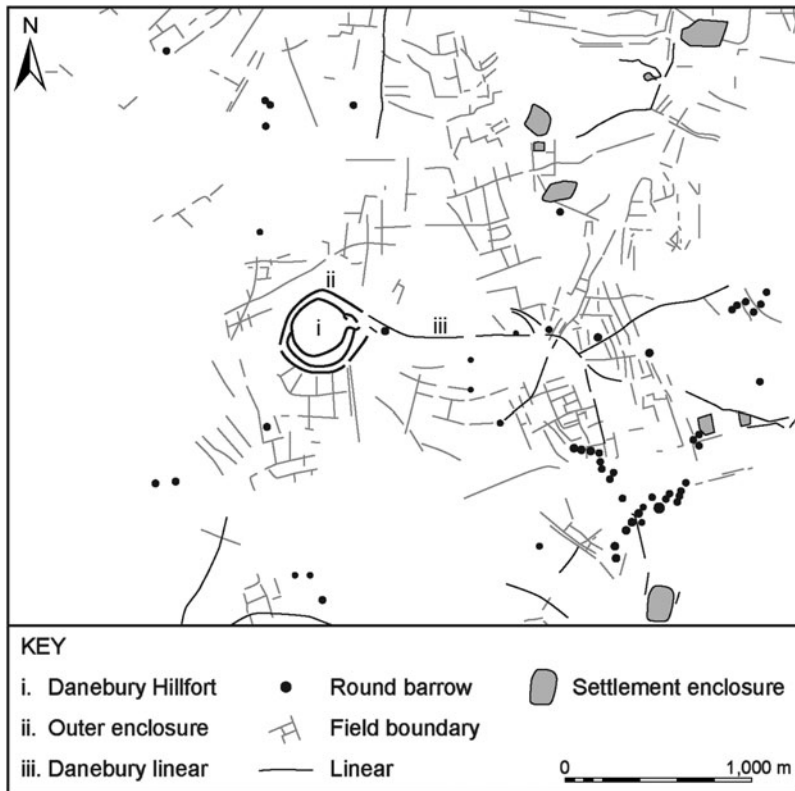 N
ii
i
iii
KEY
i. Danebury Hillfort
Round barrow
Settlement enclosure
ii. Outer enclosure
Field boundary
iii. Danebury linear
Linear
0 1,000 m